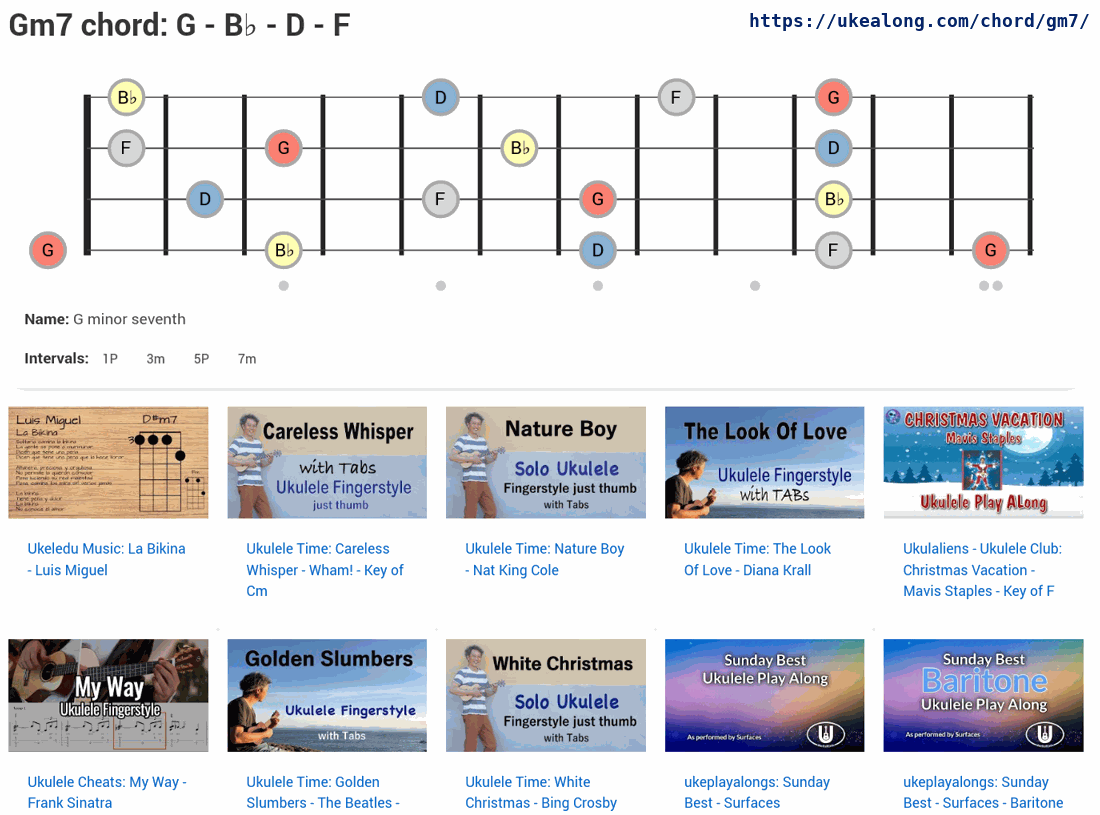 Gm7 chord: G - B♭ - D - F
https://ukealong.com/chord/gm7/
B♭ D F G
F G B♭ D
D F G B♭
G B♭ D F G
Name: G minor seventh
Intervals: 1P 3m 5P 7m
Luis Miguel
La Bikina
D#m7
3
Careless Whisper
with Tabs
Ukulele Fingerstyle
just thumb
Nature Boy
Solo Ukulele
Fingerstyle just thumb
with Tabs
The Look Of Love
Ukulele Fingerstyle
with TABs
CHRISTMAS VACATION
Mavis Staples
Ukulele Play ALong
Ukeledu Music: La Bikina
- Luis Miguel
Ukulele Time: Careless
Whisper - Wham! - Key of
Cm
Ukulele Time: Nature Boy
- Nat King Cole
Ukulele Time: The Look
Of Love - Diana Krall
Ukulaliens - Ukulele Club:
Christmas Vacation -
Mavis Staples - Key of F
My Way
Ukulele Fingerstyle
Golden Slumbers
Ukulele Fingerstyle
with Tabs
White Christmas
Solo Ukulele
Fingerstyle just thumb
with Tabs
Sunday Best
Ukulele Play Along
As performed by Surfaces
Sunday Best
Baritone
Ukulele Play Along
As performed by Surfaces
Ukulele Cheats: My Way -
Frank Sinatra
Ukulele Time: Golden
Slumbers - The Beatles -
Ukulele Time: White
Christmas - Bing Crosby
ukeplayalongs: Sunday
Best - Surfaces
ukeplayalongs: Sunday
Best - Surfaces - Baritone